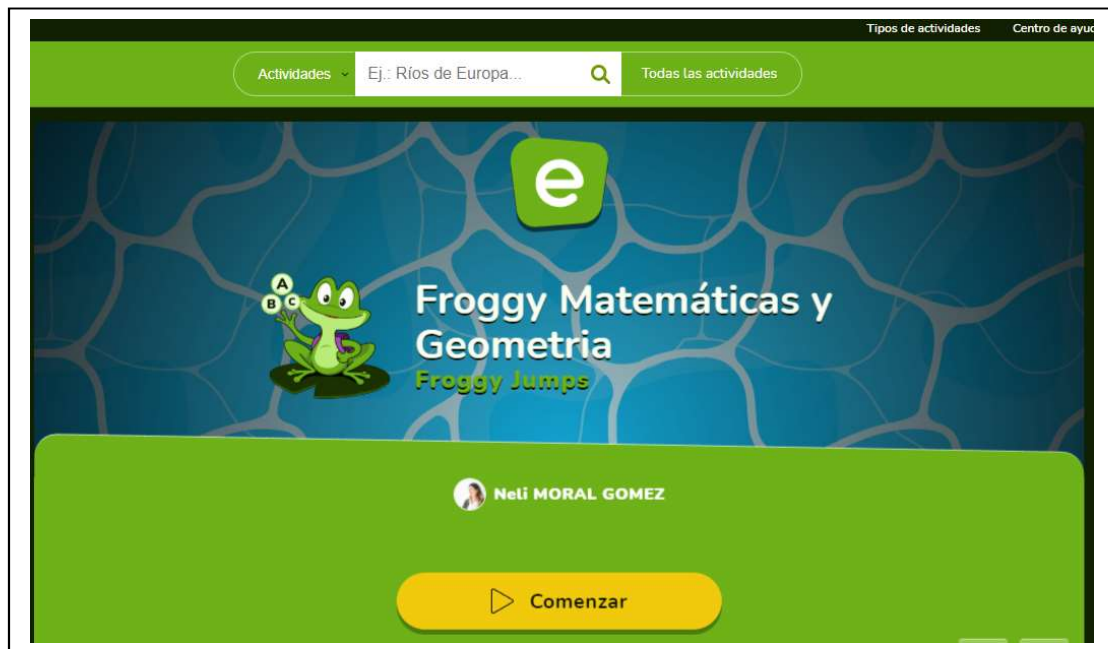 Tipos de actividades Centro de ayud
Actividades Ej.: Ríos de Europa... Todas las actividades
e
A
B C
Froggy Matemáticas y
Geometria
Froggy Jumps
Neli MORAL GOMEZ
Comenzar